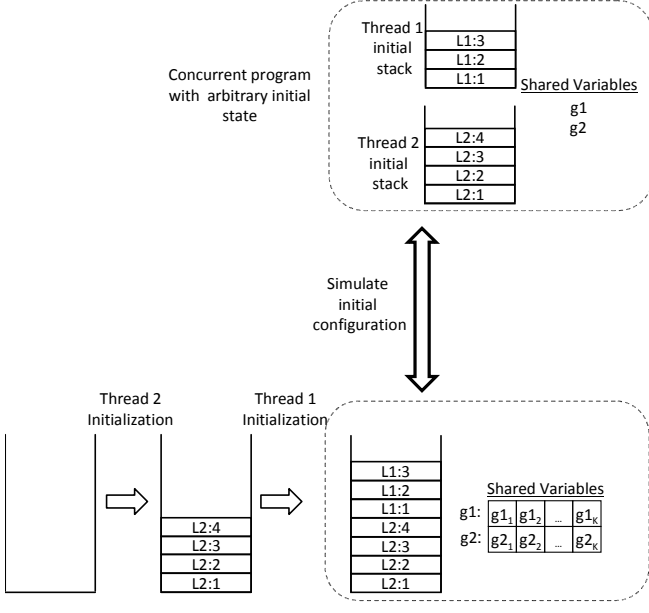 Concurrent program
with arbitrary initial
state
Thread 1
initial
stack
L1:3
L1:2
L1:1
Thread 2
initial
stack
L2:4
L2:3
L2:2
L2:1
Shared Variables
g1
g2
Simulate
initial
configuration
Thread 2
Initialization
Thread 1
Initialization
L2:4
L2:3
L2:2
L2:1
L1:3
L1:2
L1:1
L2:4
L2:3
L2:2
L2:1
Shared Variables
g1: g1₁ g1₂ ... g1ₖ
g2: g2₁ g2₂ ... g2ₖ